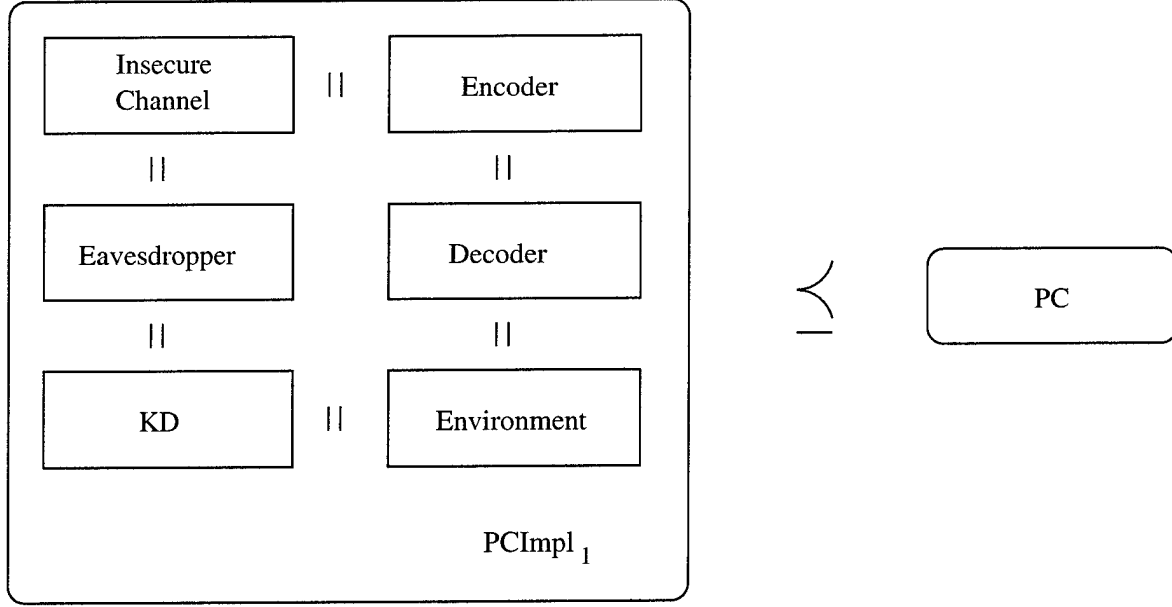 Insecure
Channel
||
Encoder
||
||
Eavesdropper
Decoder
⪯
PC
||
||
KD
||
Environment
PCImpl 1